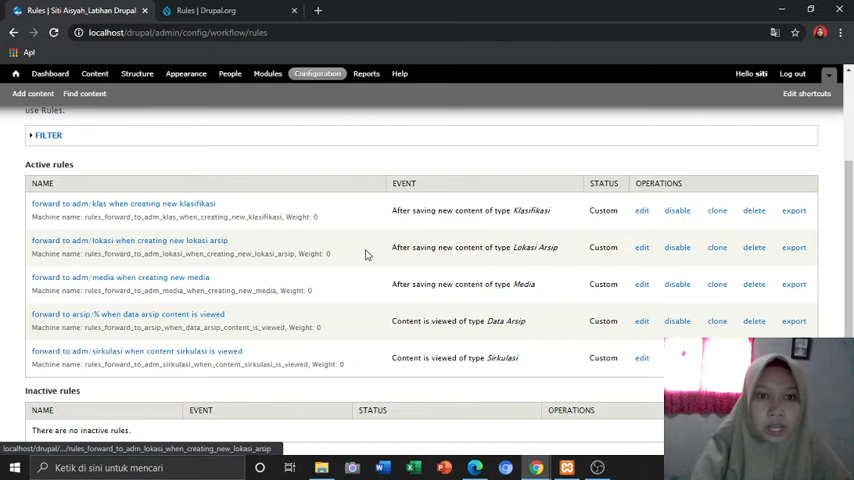 Rules | Siti Aisyah_Latihan Drupal
Rules | Drupal.org
localhost/drupal/admin/config/workflow/rules
Apl
Dashboard Content Structure Appearance People Modules Configuration Reports Help Hello siti Log out
Add content Find content Edit shortcuts
use Rules.
FILTER
Active rules
NAME EVENT STATUS OPERATIONS
forward to adm/klas when creating new klasifikasi
Machine name: rules_forward_to_adm_klas_when_creating_new_klasifikasi, Weight: 0
After saving new content of type Klasifikasi Custom edit disable clone delete export
forward to adm/lokasi when creating new lokasi arsip
Machine name: rules_forward_to_adm_lokasi_when_creating_new_lokasi_arsip, Weight: 0
After saving new content of type Lokasi Arsip Custom edit disable clone delete export
forward to adm/media when creating new media
Machine name: rules_forward_to_adm_media_when_creating_new_media, Weight: 0
After saving new content of type Media Custom edit disable clone delete export
forward to arsip/% when data arsip content is viewed
Machine name: rules_forward_to_arsip_when_data_arsip_content_is_viewed, Weight: 0
Content is viewed of type Data Arsip Custom edit disable clone delete export
forward to adm/sirkulasi when content sirkulasi is viewed
Machine name: rules_forward_to_adm_sirkulasi_when_content_sirkulasi_is_viewed, Weight: 0
Content is viewed of type Sirkulasi Custom edit
Inactive rules
NAME EVENT STATUS OPERATIONS
There are no inactive rules.
localhost/drupal/.../rules_forward_to_adm_lokasi_when_creating_new_lokasi_arsip
Ketik di sini untuk mencari